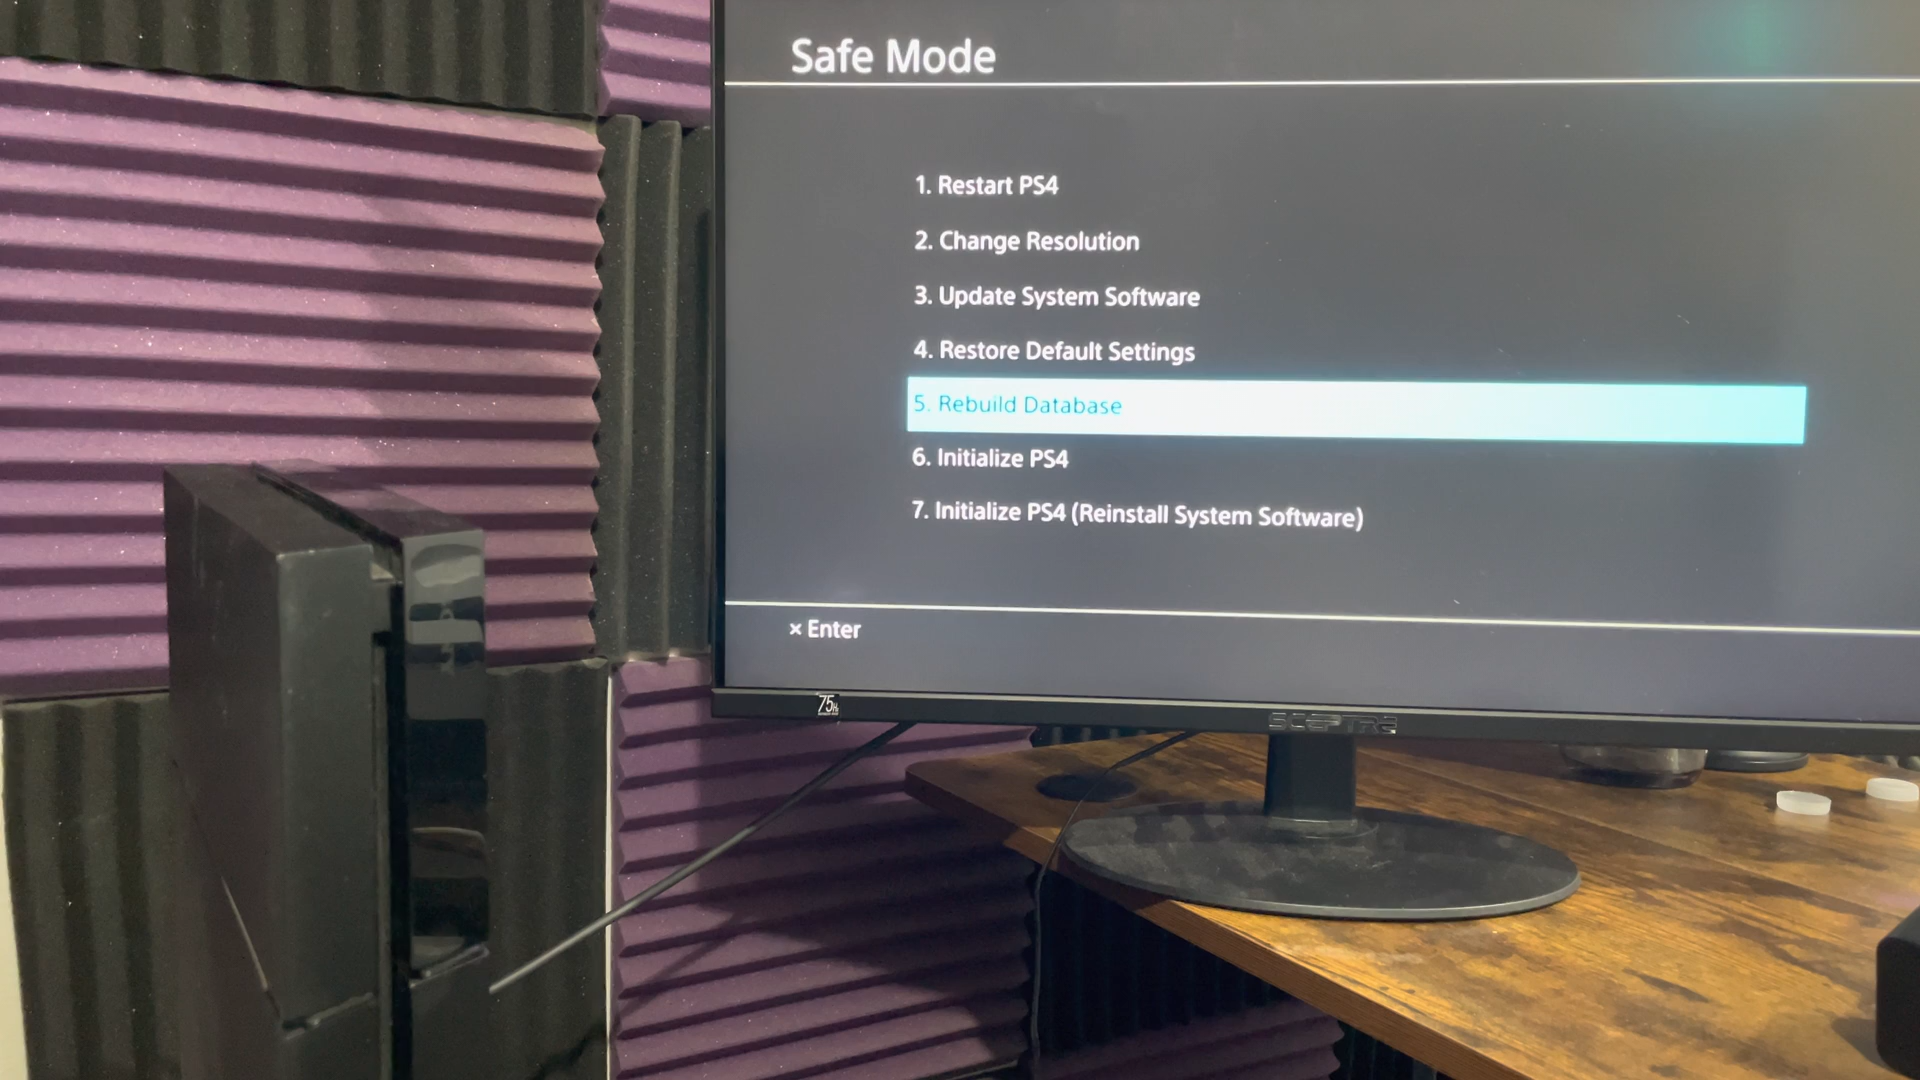 Safe Mode
1. Restart PS4
2. Change Resolution
3. Update System Software
4. Restore Default Settings
5. Rebuild Database
6. Initialize PS4
7. Initialize PS4 (Reinstall System Software)
× Enter
75Hz
SCEPTRE